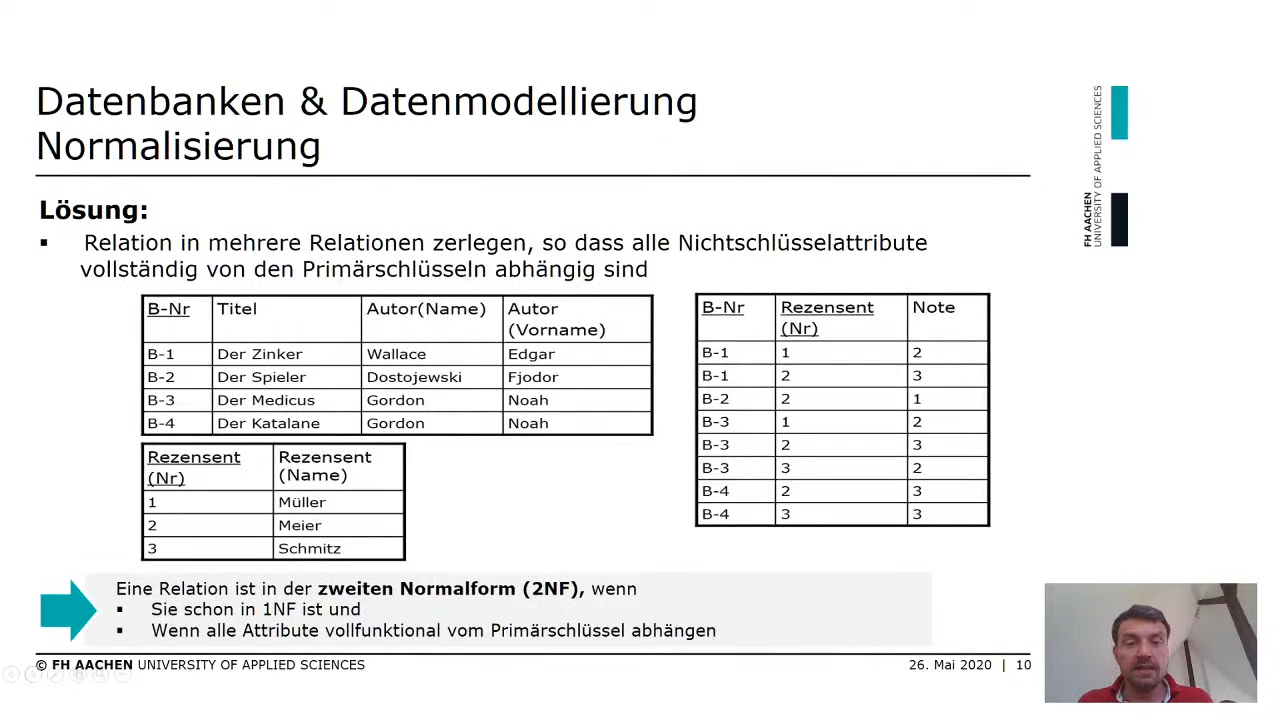 Datenbanken & Datenmodellierung
Normalisierung
FH AACHEN
UNIVERSITY OF APPLIED SCIENCES
Lösung:
▪ Relation in mehrere Relationen zerlegen, so dass alle Nichtschlüsselattribute
vollständig von den Primärschlüsseln abhängig sind
B-Nr Titel Autor(Name) Autor
(Vorname)
B-1 Der Zinker Wallace Edgar
B-2 Der Spieler Dostojewski Fjodor
B-3 Der Medicus Gordon Noah
B-4 Der Katalane Gordon Noah
B-Nr Rezensent Note
(Nr)
B-1 1 2
B-1 2 3
B-2 2 1
B-3 1 2
B-3 2 3
B-3 3 2
B-4 2 3
B-4 3 3
Rezensent Rezensent
(Nr) (Name)
1 Müller
2 Meier
3 Schmitz
Eine Relation ist in der zweiten Normalform (2NF), wenn
▪ Sie schon in 1NF ist und
▪ Wenn alle Attribute vollfunktional vom Primärschlüssel abhängen
© FH AACHEN UNIVERSITY OF APPLIED SCIENCES 26. Mai 2020 | 10